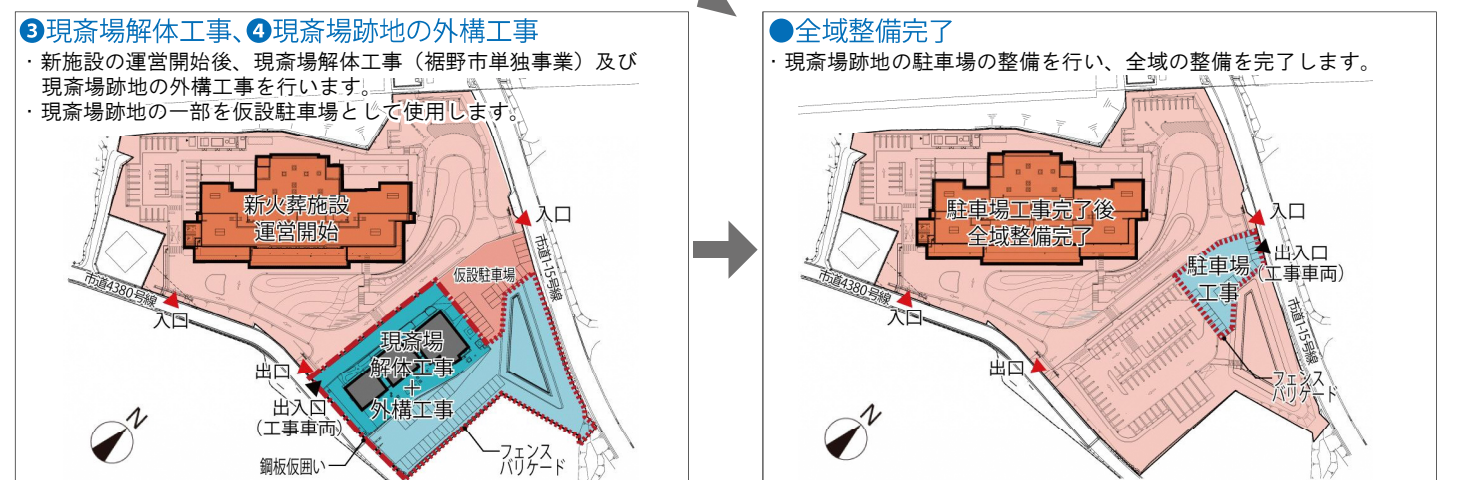 ❸現斎場解体工事、❹現斎場跡地の外構工事
・新施設の運営開始後、現斎場解体工事（裾野市単独事業）及び
現斎場跡地の外構工事を行います。
・現斎場跡地の一部を仮設駐車場として使用します。
新火葬施設
運営開始
入口
市道1-15号線
仮設駐車場
市道4380号線
入口
現斎場
解体工事
＋
外構工事
出口
出入口
（工事車両）
鋼板仮囲い
フェンス
バリケード
N
●全域整備完了
・現斎場跡地の駐車場の整備を行い、全域の整備を完了します。
駐車場工事完了後
全域整備完了
入口
出入口
（工事車両）
駐車場
工事
市道1-15号線
市道4380号線
入口
出口
フェンス
バリケード
N